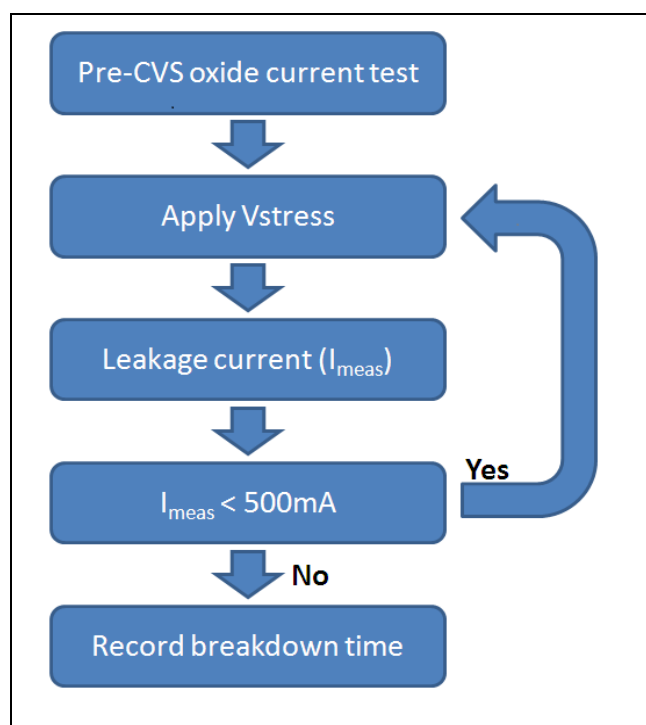 Pre-CVS oxide current test
Apply Vstress
Leakage current (Imeas)
Imeas < 500mA
Yes
No
Record breakdown time